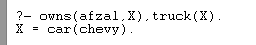 ?- owns(afzal,X),truck(X).
X = car(chevy).